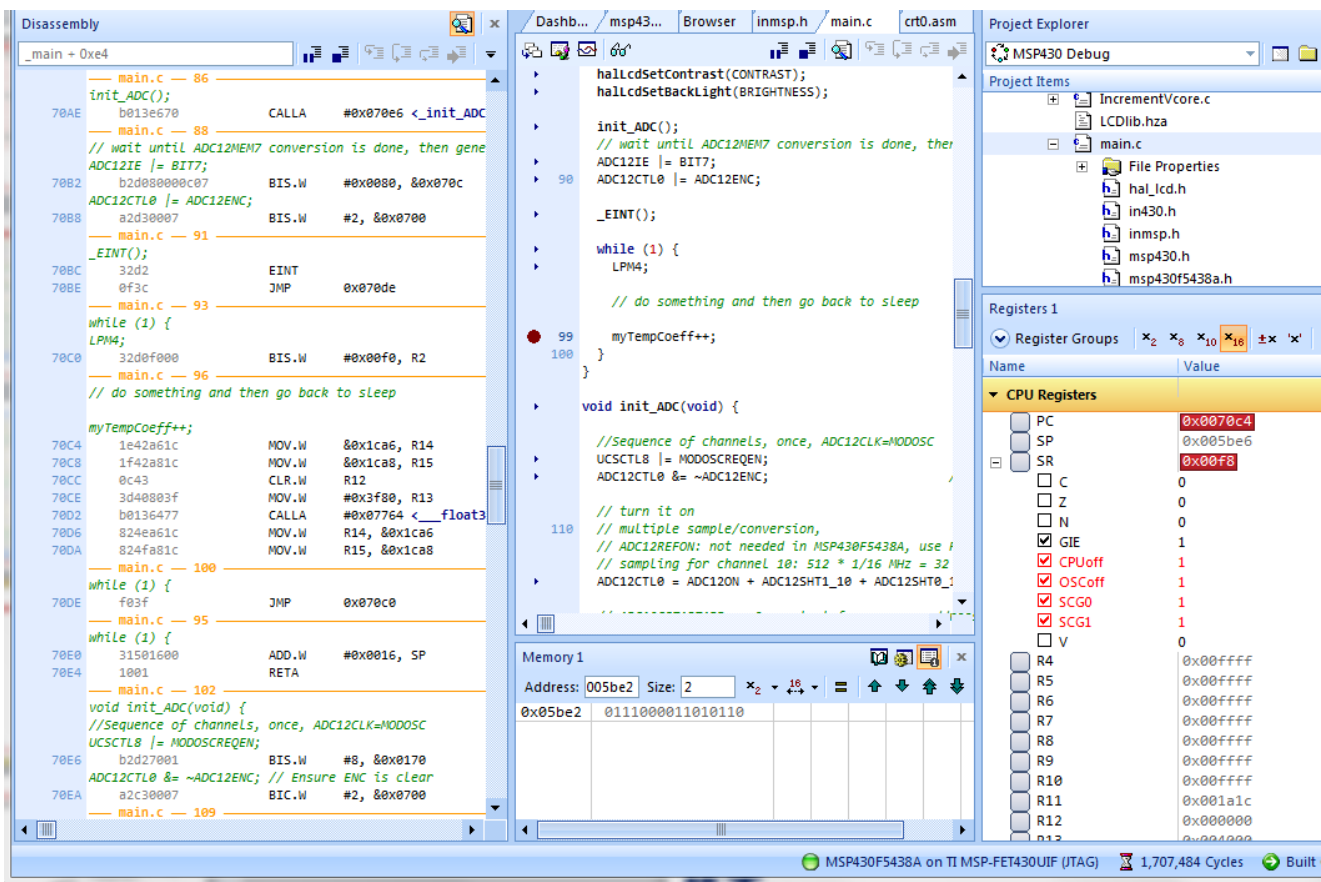 Disassembly
_main + 0xe4
main.c — 86
init_ADC();
70AE b013e670 CALLA #0x070e6 <_init_ADC
main.c — 88
// wait until ADC12MEM7 conversion is done, then gene
ADC12IE |= BIT7;
70B2 b2d080000c07 BIS.W #0x0080, &0x070c
ADC12CTL0 |= ADC12ENC;
70B8 a2d30007 BIS.W #2, &0x0700
main.c — 91
_EINT();
70BC 32d2 EINT
70BE 0f3c JMP 0x070de
main.c — 93
while (1) {
LPM4;
70C0 32d0f000 BIS.W #0x00f0, R2
main.c — 96
// do something and then go back to sleep
myTempCoeff++;
70C4 1e42a61c MOV.W &0x1ca6, R14
70C8 1f42a81c MOV.W &0x1ca8, R15
70CC 0c43 CLR.W R12
70CE 3d40803f MOV.W #0x3f80, R13
70D2 b0136477 CALLA #0x07764 <___float3
70D6 824ea61c MOV.W R14, &0x1ca6
70DA 824fa81c MOV.W R15, &0x1ca8
main.c — 100
while (1) {
70DE f03f JMP 0x070c0
main.c — 95
while (1) {
70E0 31501600 ADD.W #0x0016, SP
70E4 1001 RETA
main.c — 102
void init_ADC(void) {
//Sequence of channels, once, ADC12CLK=MODOSC
UCSCTL8 |= MODOSCREQEN;
70E6 b2d27001 BIS.W #8, &0x0170
ADC12CTL0 &= ~ADC12ENC; // Ensure ENC is clear
70EA a2c30007 BIC.W #2, &0x0700
main.c — 109
Dashb... msp43... Browser inmsp.h main.c crt0.asm
halLcdSetContrast(CONTRAST);
halLcdSetBackLight(BRIGHTNESS);
init_ADC();
// wait until ADC12MEM7 conversion is done, ther
ADC12IE |= BIT7;
90 ADC12CTL0 |= ADC12ENC;
_EINT();
while (1) {
LPM4;
// do something and then go back to sleep
99 myTempCoeff++;
100 }
}
void init_ADC(void) {
//Sequence of channels, once, ADC12CLK=MODOSC
UCSCTL8 |= MODOSCREQEN;
ADC12CTL0 &= ~ADC12ENC; /
// turn it on
110 // multiple sample/conversion,
// ADC12REFON: not needed in MSP430F5438A, use
// sampling for channel 10: 512 * 1/16 MHz = 32
ADC12CTL0 = ADC12ON + ADC12SHT1_10 + ADC12SHT0_1
Memory 1
Address: 005be2 Size: 2 x2 16
0x05be2 0111000011010110
Project Explorer
MSP430 Debug
Project Items
IncrementVcore.c
LCDlib.hza
main.c
File Properties
hal_lcd.h
in430.h
inmsp.h
msp430.h
msp430f5438a.h
Registers 1
Register Groups x2 x8 x10 x16 ±x 'x'
Name Value
CPU Registers
PC 0x0070c4
SP 0x005be6
SR 0x00f8
C 0
Z 0
N 0
GIE 1
CPUoff 1
OSCoff 1
SCG0 1
SCG1 1
V 0
R4 0x00ffff
R5 0x00ffff
R6 0x00ffff
R7 0x00ffff
R8 0x00ffff
R9 0x00ffff
R10 0x00ffff
R11 0x001a1c
R12 0x000000
R13 0x004000
MSP430F5438A on TI MSP-FET430UIF (JTAG) 1,707,484 Cycles Built